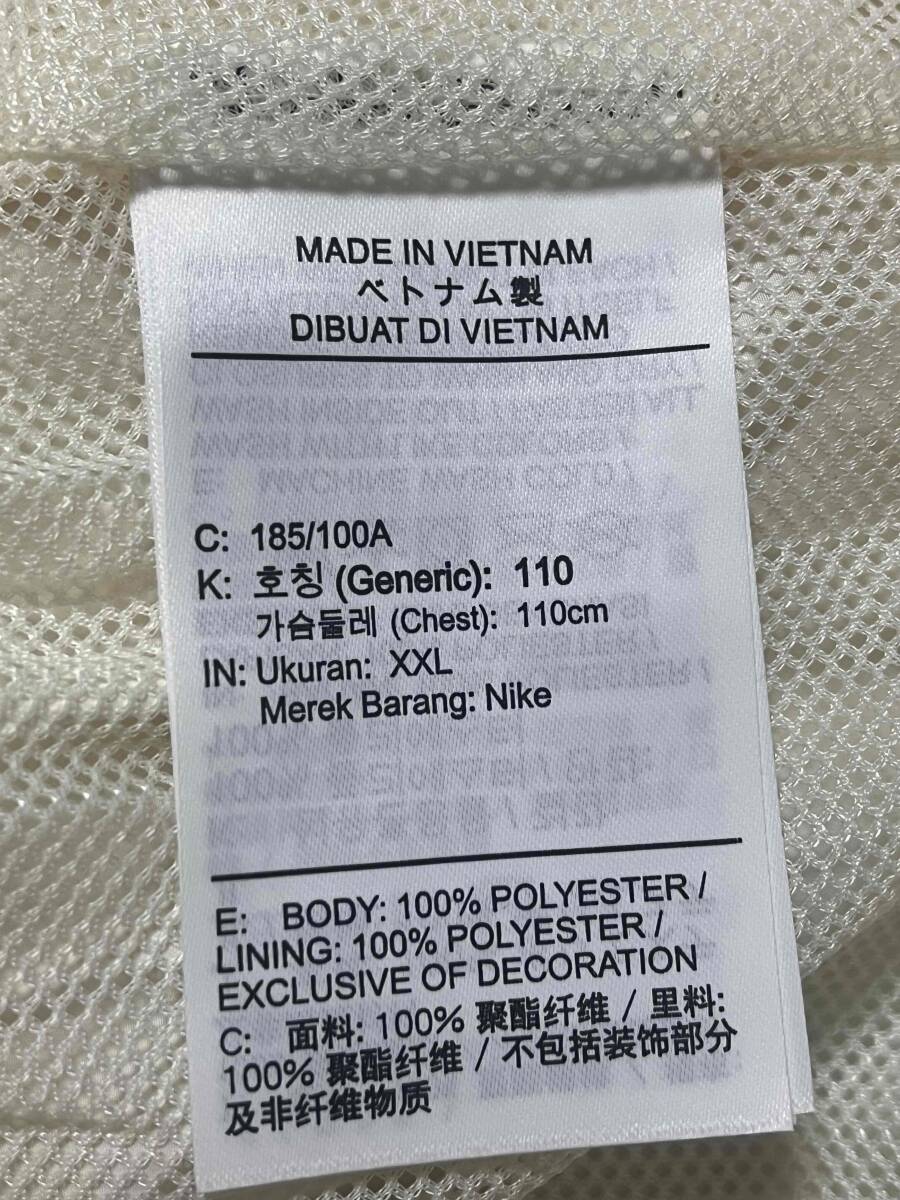 MADE IN VIETNAM
ベトナム製
DIBUAT DI VIETNAM
C: 185/100A
K: 호칭 (Generic): 110
가슴둘레 (Chest): 110cm
IN: Ukuran: XXL
Merek Barang: Nike
E: BODY: 100% POLYESTER /
LINING: 100% POLYESTER /
EXCLUSIVE OF DECORATION
C: 面料: 100% 聚酯纤维 / 里料:
100% 聚酯纤维 / 不包括装饰部分
及非纤维物质